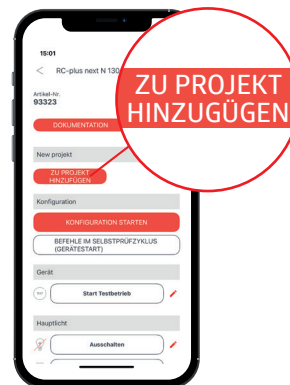 15:01
RC-plus next N 130
Artikel-Nr.
93323
DOKUMENTATION
New projekt
ZU PROJEKT
HINZUFÜGEN
ZU PROJEKT
HINZUGÜGEN
Konfiguration
KONFIGURATION STARTEN
BEFEHLE IM SELBSTPRÜFZYKLUS
(GERÄTESTART)
Gerät
Start Testbetrieb
Hauptlicht
Ausschalten